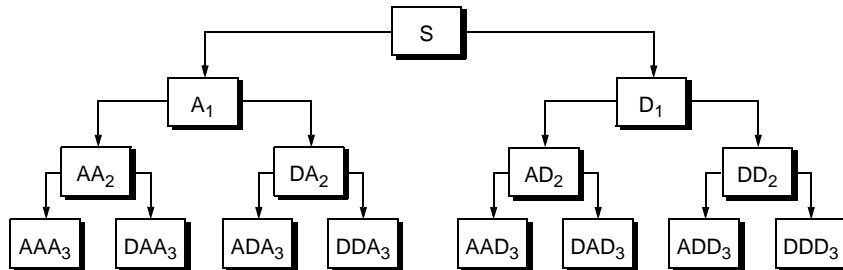 S
A₁ D₁
AA₂ DA₂ AD₂ DD₂
AAA₃ DAA₃ ADA₃ DDA₃ AAD₃ DAD₃ ADD₃ DDD₃